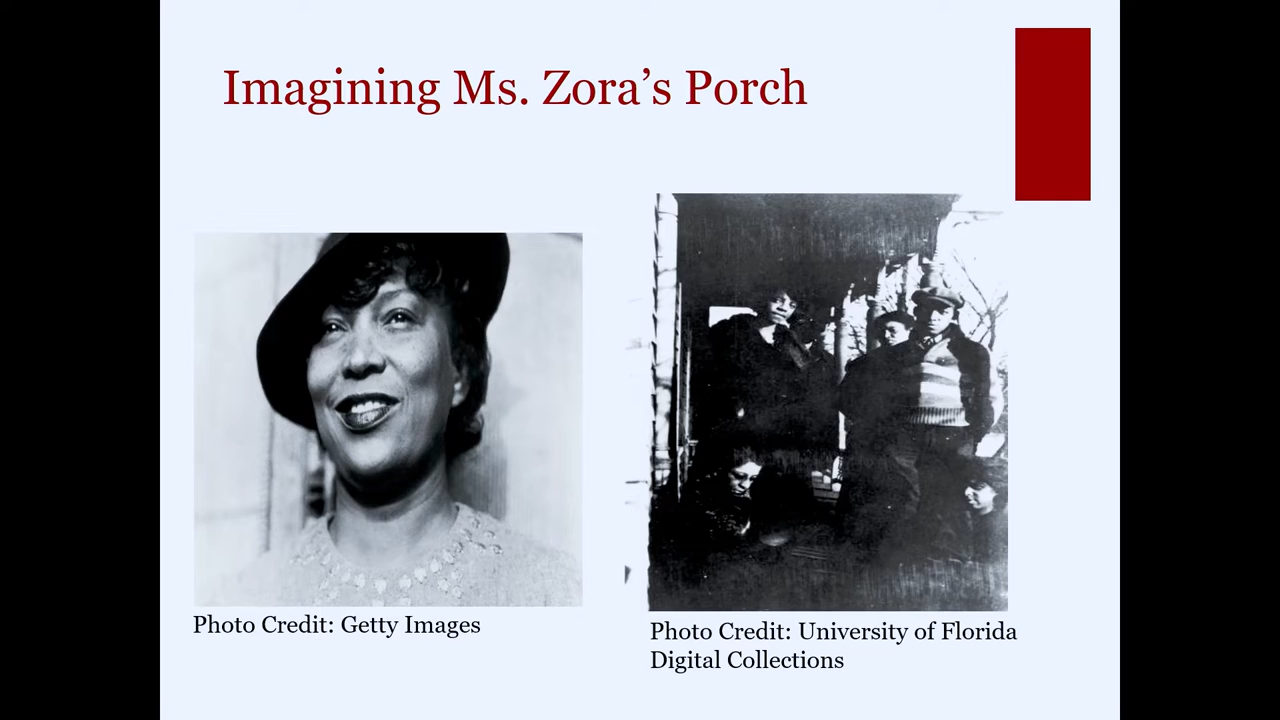 Imagining Ms. Zora’s Porch
Photo Credit: Getty Images
Photo Credit: University of Florida
Digital Collections